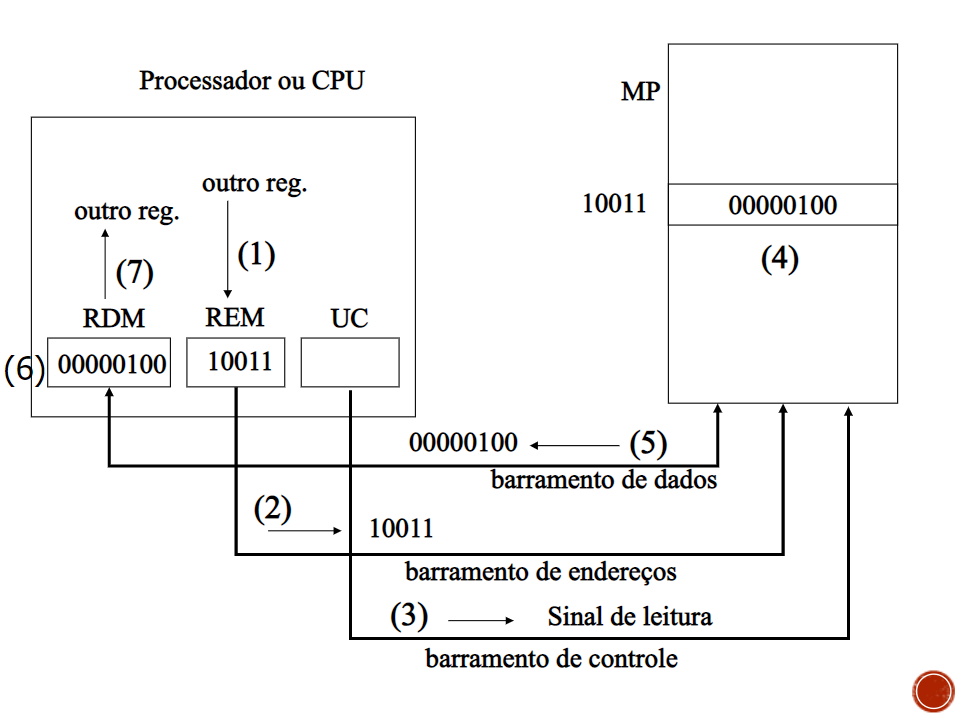 Processador ou CPU
MP
outro reg.
outro reg.
(1)
(7)
10011
00000100
(4)
RDM
REM
UC
(6)
00000100
10011
00000100
(5)
barramento de dados
(2)
10011
barramento de endereços
(3)
Sinal de leitura
barramento de controle